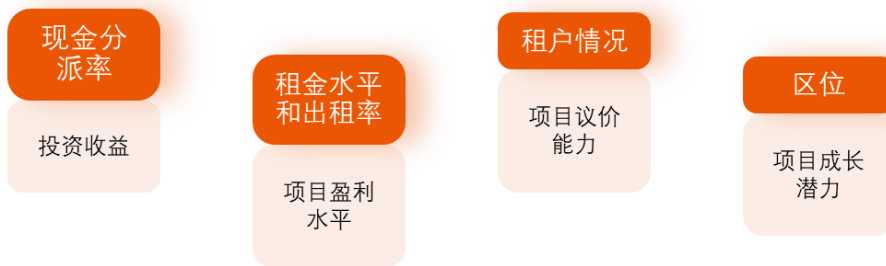 现金分
派率
投资收益
租金水平
和出租率
项目盈利
水平
租户情况
项目议价
能力
区位
项目成长
潜力